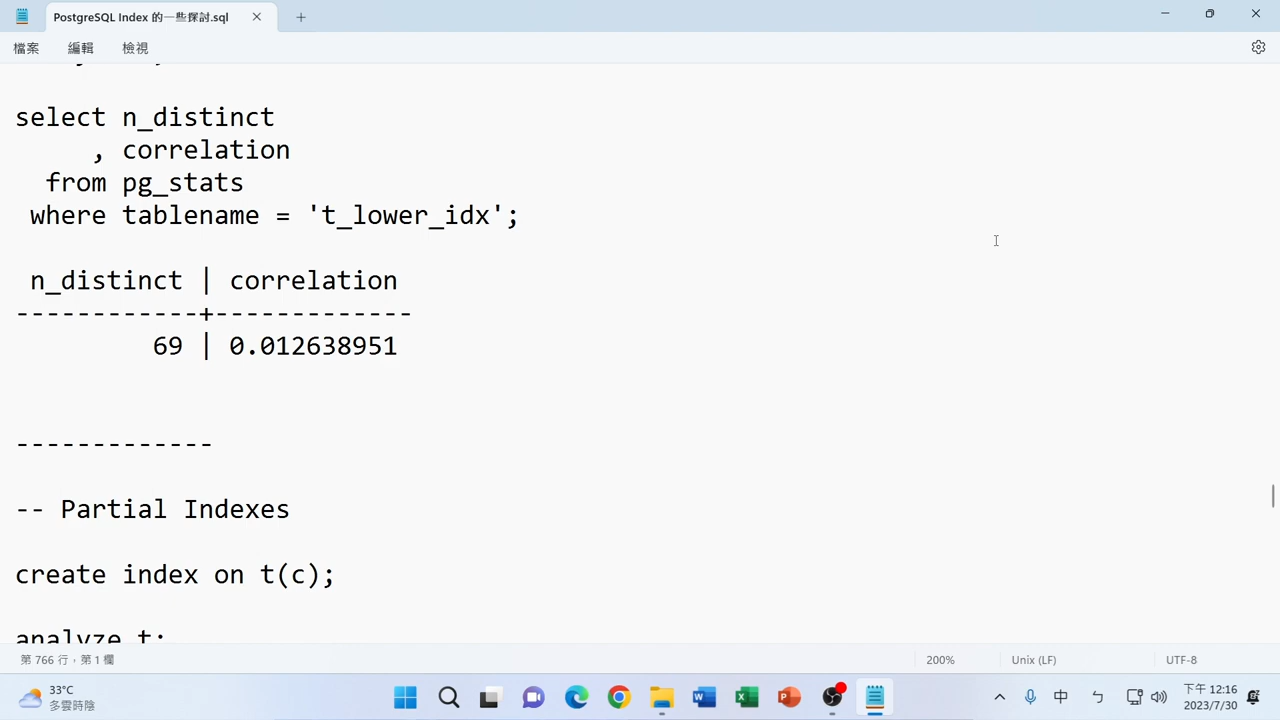 PostgreSQL Index 的一些探討.sql
檔案 編輯 檢視
select n_distinct
, correlation
from pg_stats
where tablename = 't_lower_idx';
n_distinct | correlation
------------+-------------
69 | 0.012638951
-------------
-- Partial Indexes
create index on t(c);
analyze t;
第 766 行，第 1 欄 200% Unix (LF) UTF-8
33°C
多雲時陰
中
下午 12:16
2023/7/30